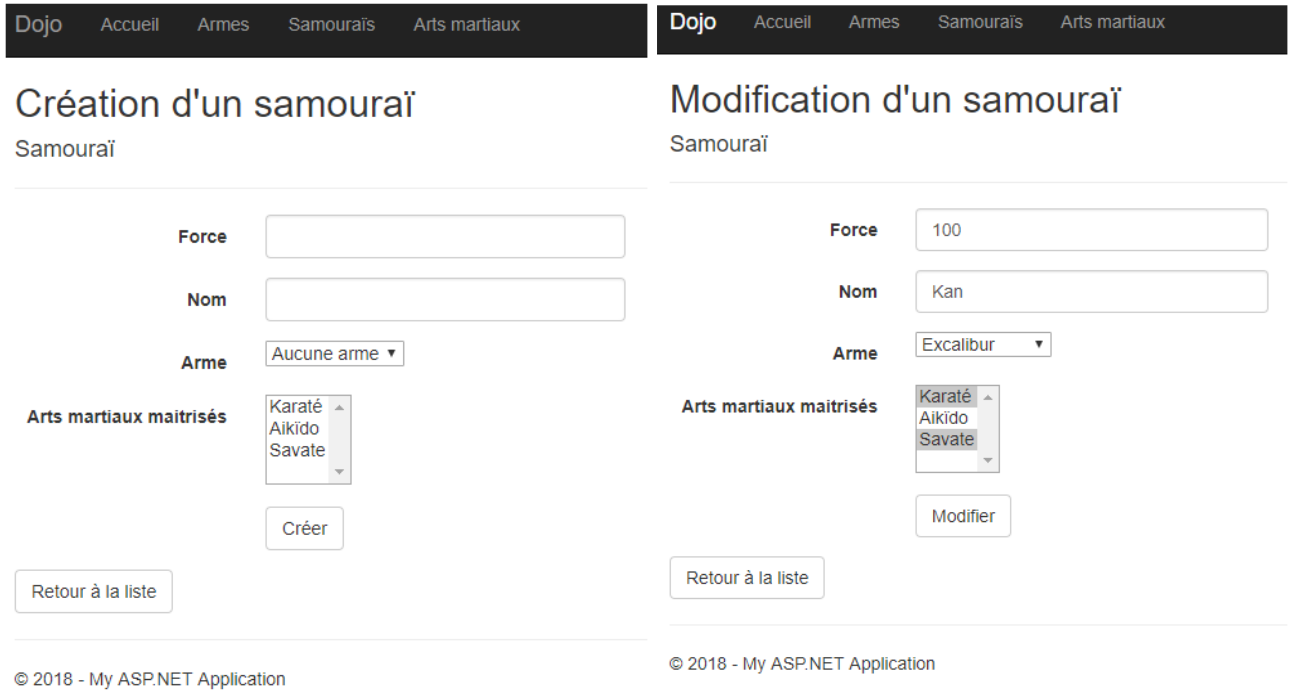 Dojo Accueil Armes Samouraïs Arts martiaux
Création d'un samouraï
Samouraï
Force
Nom
Arme Aucune arme
Arts martiaux maitrisés
Karaté
Aikïdo
Savate
Créer
Retour à la liste
© 2018 - My ASP.NET Application
Dojo Accueil Armes Samouraïs Arts martiaux
Modification d'un samouraï
Samouraï
Force 100
Nom Kan
Arme Excalibur
Arts martiaux maitrisés
Karaté
Aikïdo
Savate
Modifier
Retour à la liste
© 2018 - My ASP.NET Application